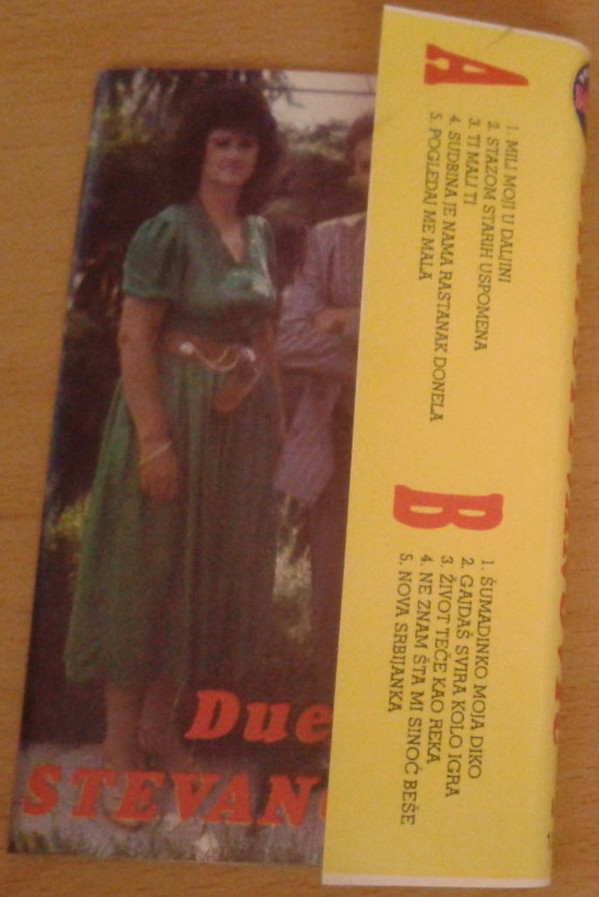 A
1. MILI MOJI U DALJINI
2. STAZOM STARIH USPOMENA
3. TI MALI TI
4. SUDBINA JE NAMA RASTANAK DONELA
5. POGLEDAJ ME MALA
B
1. ŠUMADINKO MOJA DIKO
2. GAJDAŠ SVIRA KOLO IGRA
3. ŽIVOT TEČE KAO REKA
4. NE ZNAM ŠTA MI SINOĆ BEŠE
5. NOVA SRBIJANKA
Due
STEVAN